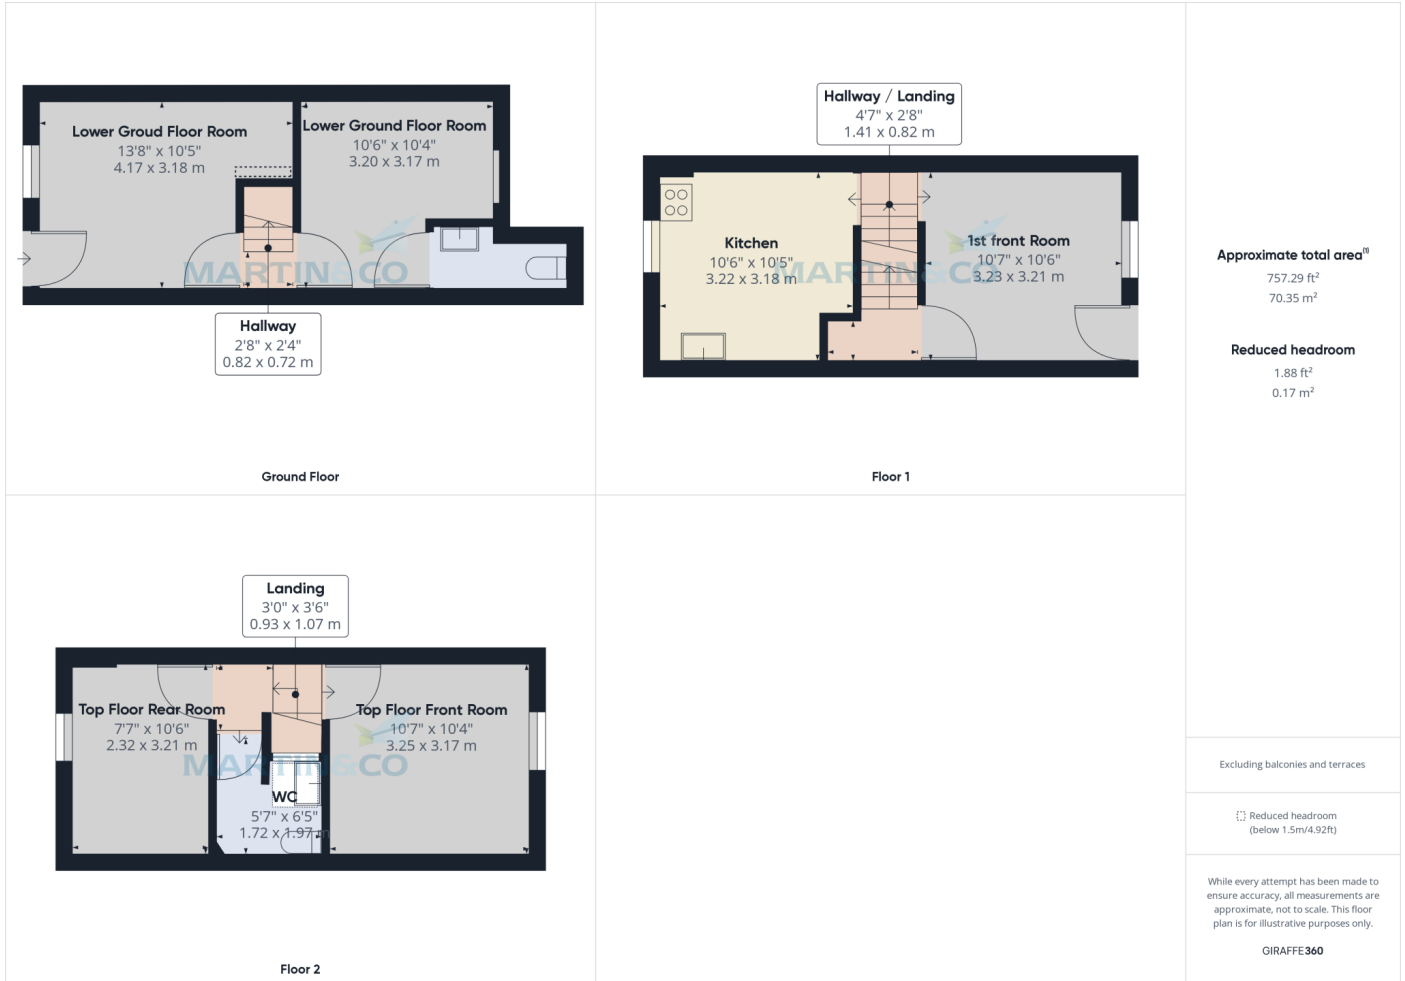 Lower Groud Floor Room
13'8" x 10'5"
4.17 x 3.18 m
Lower Ground Floor Room
10'6" x 10'4"
3.20 x 3.17 m
MARTIN&CO
Hallway
2'8" x 2'4"
0.82 x 0.72 m
Ground Floor
Hallway / Landing
4'7" x 2'8"
1.41 x 0.82 m
Kitchen
10'6" x 10'5"
3.22 x 3.18 m
1st front Room
10'7" x 10'6"
3.23 x 3.21 m
MARTIN&CO
Floor 1
Landing
3'0" x 3'6"
0.93 x 1.07 m
Top Floor Rear Room
7'7" x 10'6"
2.32 x 3.21 m
Top Floor Front Room
10'7" x 10'4"
3.25 x 3.17 m
MARTIN&CO
WC
5'7" x 6'5"
1.72 x 1.97 m
Floor 2
Approximate total area⁽¹⁾
757.29 ft²
70.35 m²
Reduced headroom
1.88 ft²
0.17 m²
Excluding balconies and terraces
Reduced headroom
(below 1.5m/4.92ft)
While every attempt has been made to
ensure accuracy, all measurements are
approximate, not to scale. This floor
plan is for illustrative purposes only.
GIRAFFE360